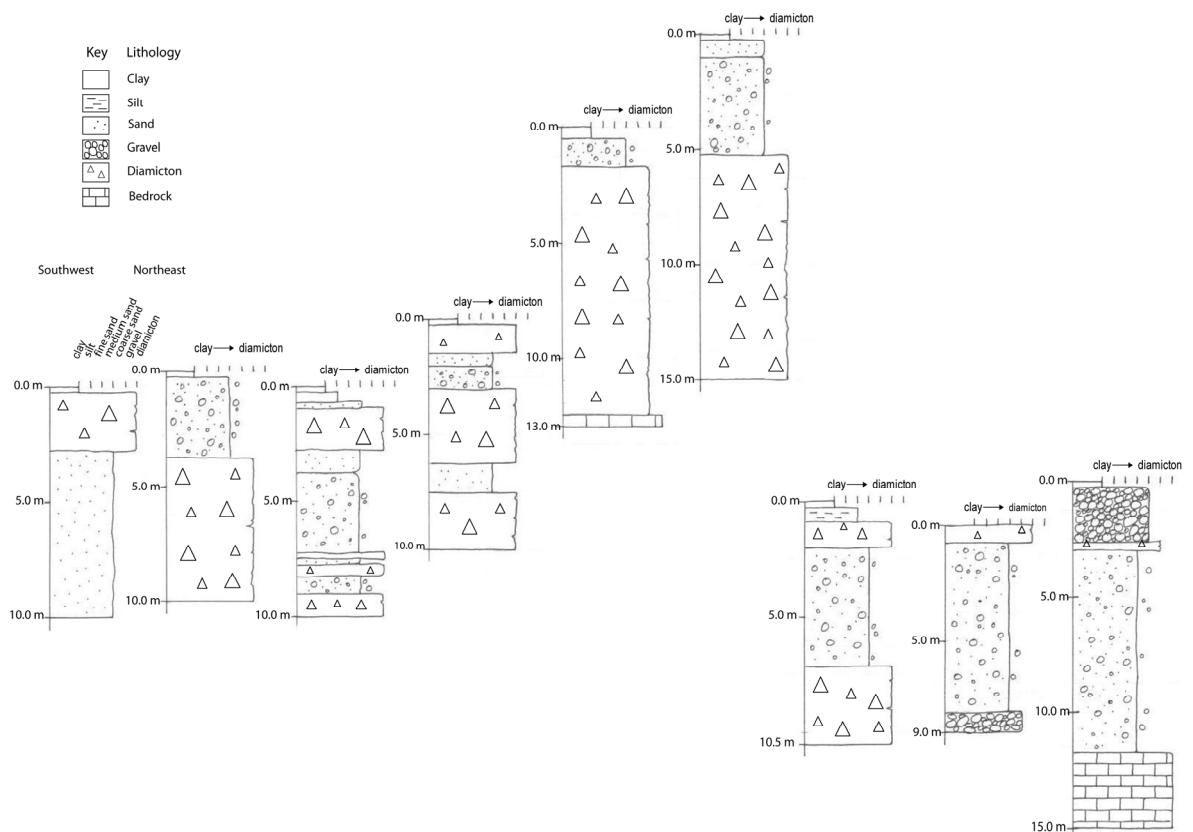 Key Lithology
Clay
Silt
Sand
Gravel
Diamicton
Bedrock
Southwest Northeast
clay
silt
fine sand
medium sand
coarse sand
gravel
diamicton
0.0 m
5.0 m
10.0 m
clay → diamicton
0.0 m
5.0 m
10.0 m
clay → diamicton
0.0 m
5.0 m
10.0 m
clay → diamicton
0.0 m
5.0 m
10.0 m
clay → diamicton
0.0 m
5.0 m
10.0 m
13.0 m
clay → diamicton
0.0 m
5.0 m
10.0 m
15.0 m
clay → diamicton
0.0 m
5.0 m
10.5 m
clay → diamicton
0.0 m
5.0 m
9.0 m
clay → diamicton
0.0 m
5.0 m
10.0 m
15.0 m